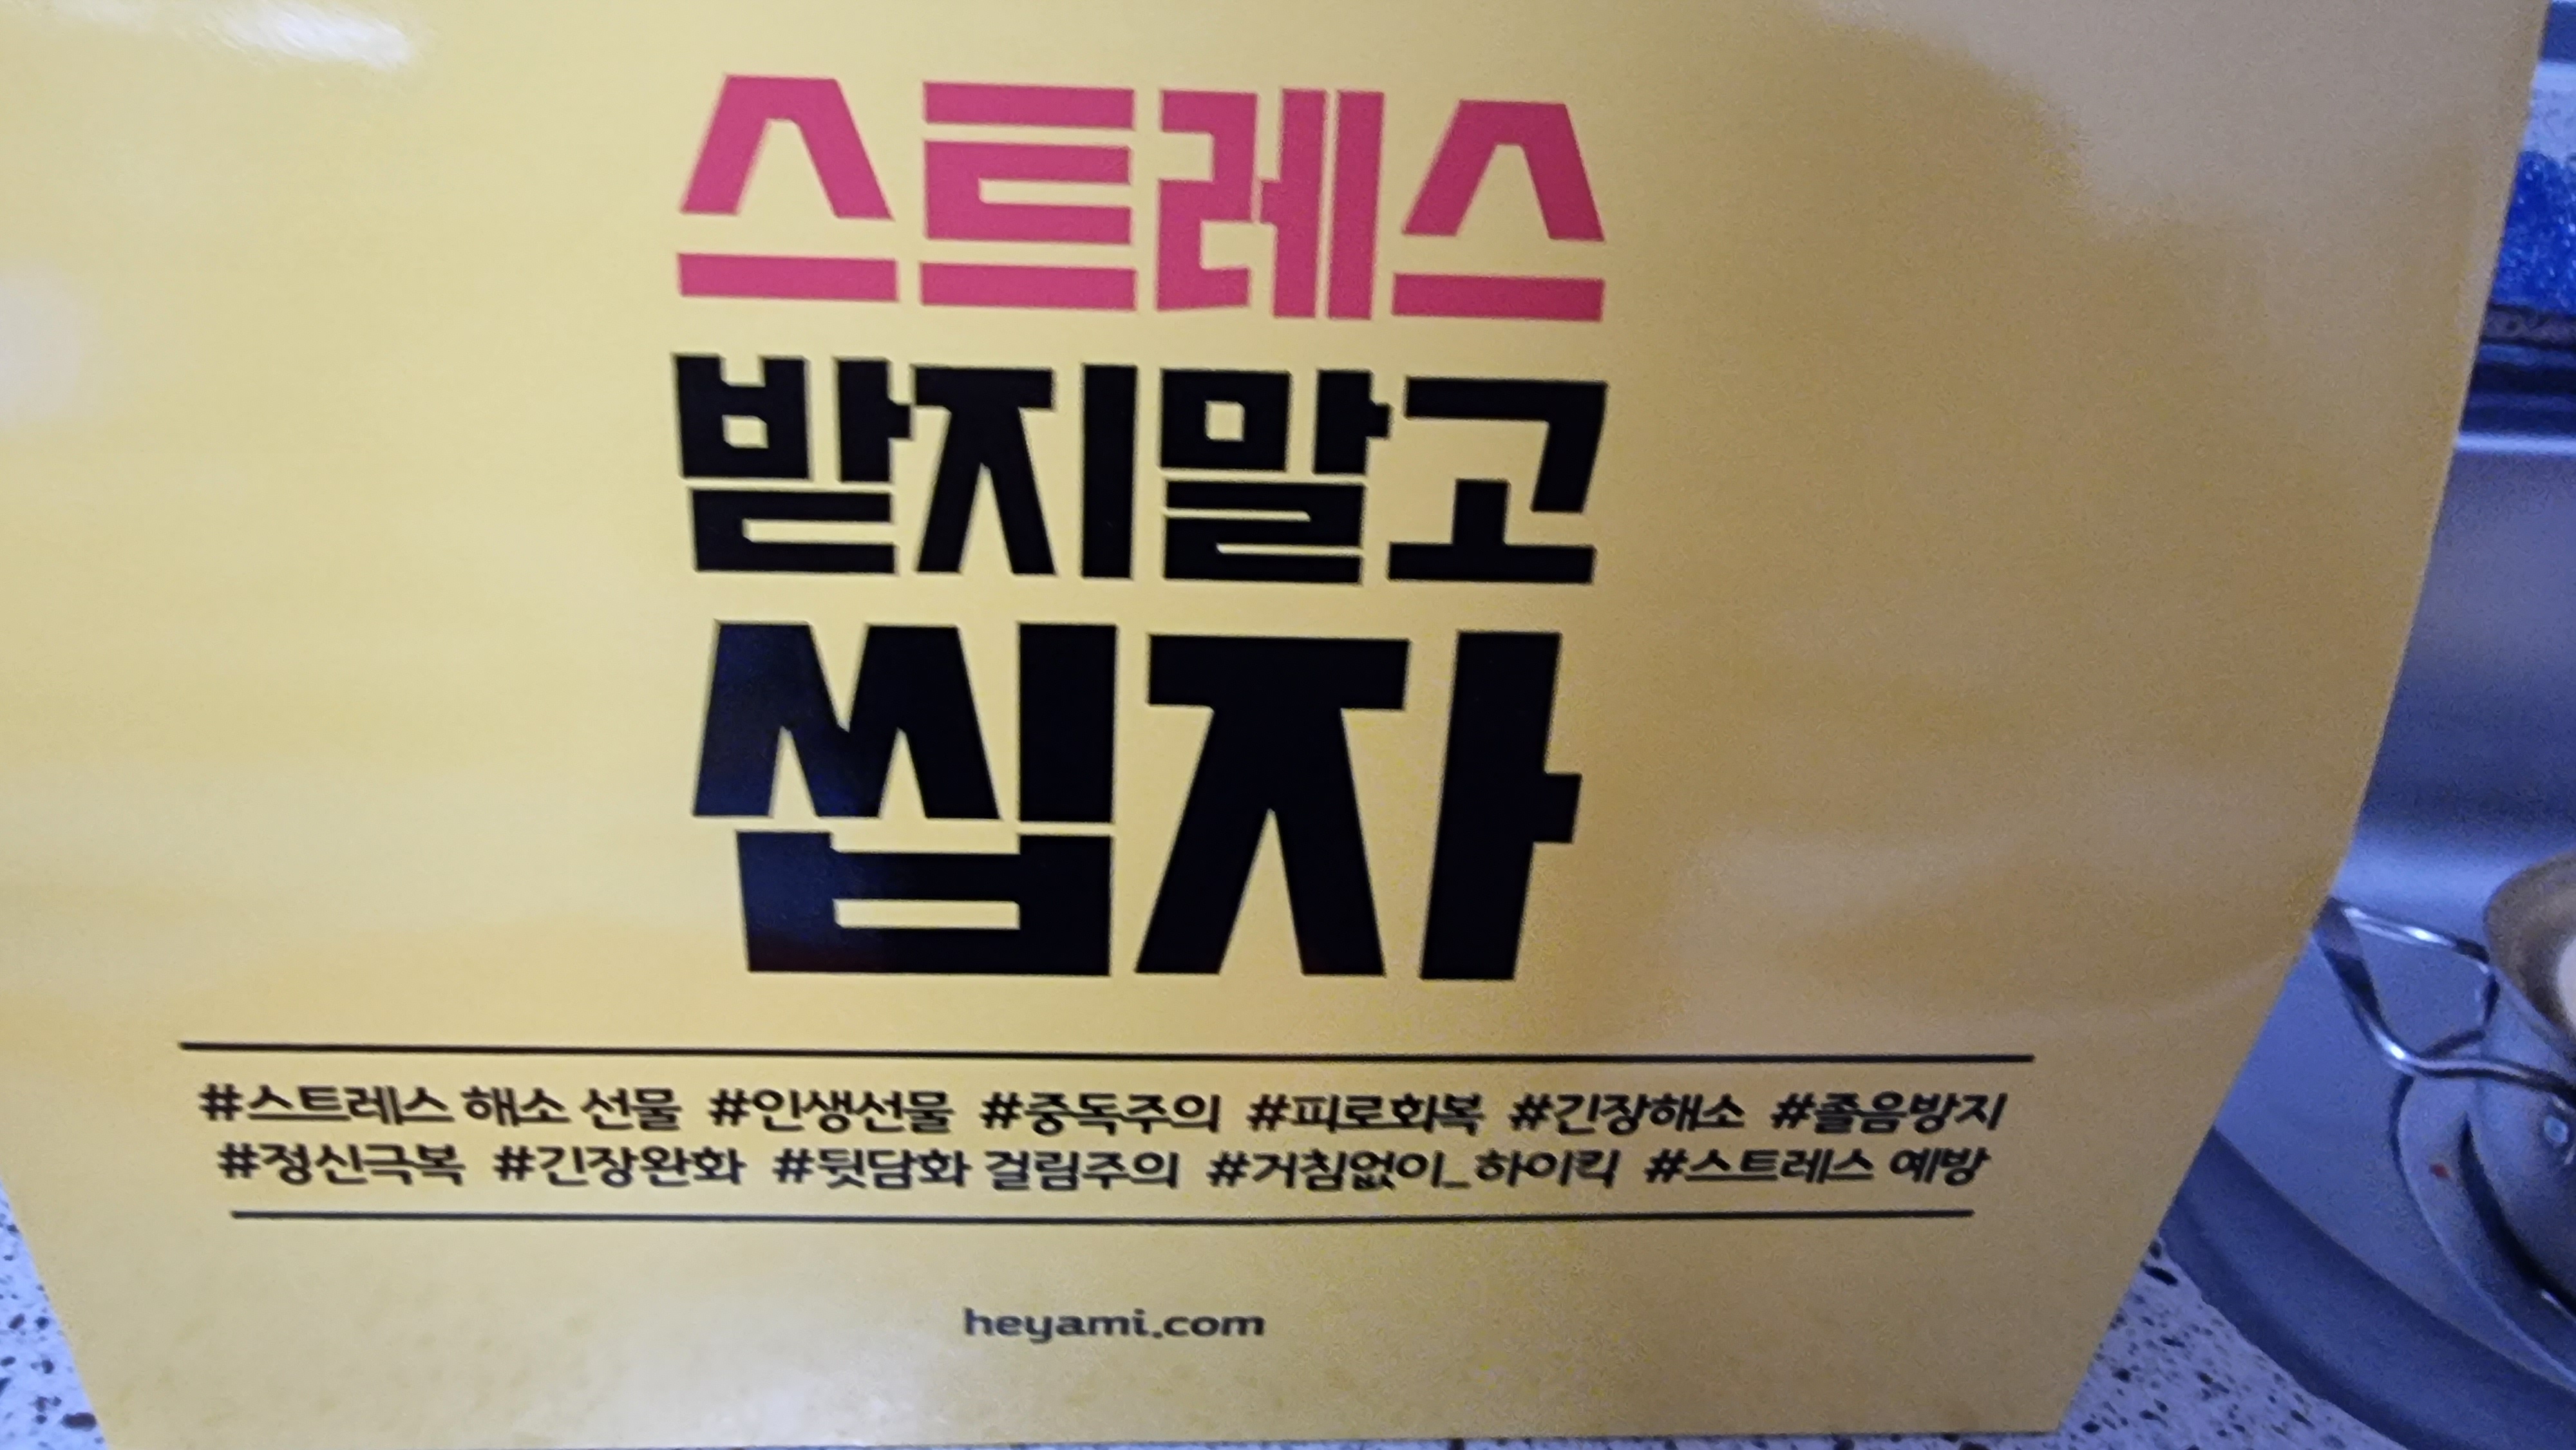 스트레스
받지말고
씹자
#스트레스 해소 선물 #인생선물 #중독주의 #피로화복 #긴장해소 #졸음방지
#정신극복 #긴장완화 #뒷담화 걸림주의 #거침없이_하이킥 #스트레스 예방
heyami.com